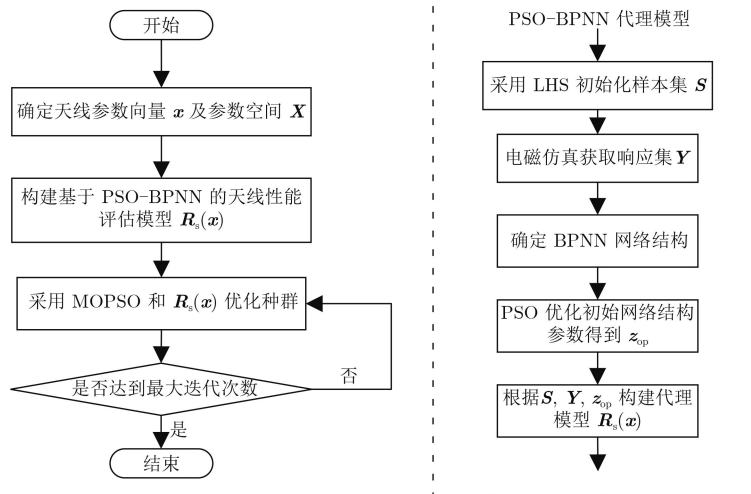 开始
确定天线参数向量 x 及参数空间 X
构建基于 PSO–BPNN 的天线性能
评估模型 Rs(x)
采用 MOPSO 和 Rs(x) 优化种群
是否达到最大迭代次数
否
是
结束
PSO–BPNN 代理模型
采用 LHS 初始化样本集 S
电磁仿真获取响应集Y
确定 BPNN 网络结构
PSO 优化初始网络结构
参数得到 zop
根据S, Y, zop 构建代理
模型 Rs(x)